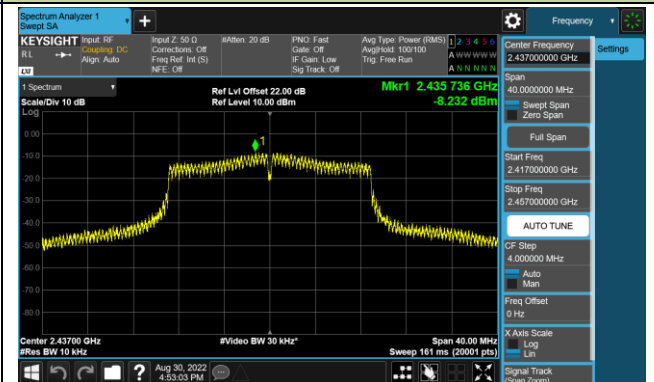 Spectrum Analyzer 1
Swept SA
+
Frequency
KEYSIGHT
RL
LXI
Input: RF
Coupling: DC
Align: Auto
Input Z: 50 Ω
Corrections: Off
Freq Ref: Int (S)
NFE: Off
#Atten: 20 dB
PNO: Fast
Gate: Off
IF Gain: Low
Sig Track: Off
Avg Type: Power (RMS)
Avg|Hold: 100/100
Trig: Free Run
1 2 3 4 5 6
A W W W W W
A N N N N N
1 Spectrum
Scale/Div 10 dB
Log
Ref Lvl Offset 22.00 dB
Ref Level 10.00 dBm
Mkr1 2.435 736 GHz
-8.232 dBm
1
0.00
-10.0
-20.0
-30.0
-40.0
-50.0
-60.0
-70.0
-80.0
Center 2.43700 GHz
#Res BW 10 kHz
#Video BW 30 kHz*
Span 40.00 MHz
Sweep 161 ms (20001 pts)
?
Aug 30, 2022
4:53:03 PM
Center Frequency
2.437000000 GHz
Span
40.0000000 MHz
Swept Span
Zero Span
Full Span
Start Freq
2.417000000 GHz
Stop Freq
2.457000000 GHz
AUTO TUNE
CF Step
4.000000 MHz
Auto
Man
Freq Offset
0 Hz
X Axis Scale
Log
Lin
Signal Track
(Span Zoom)
Settings